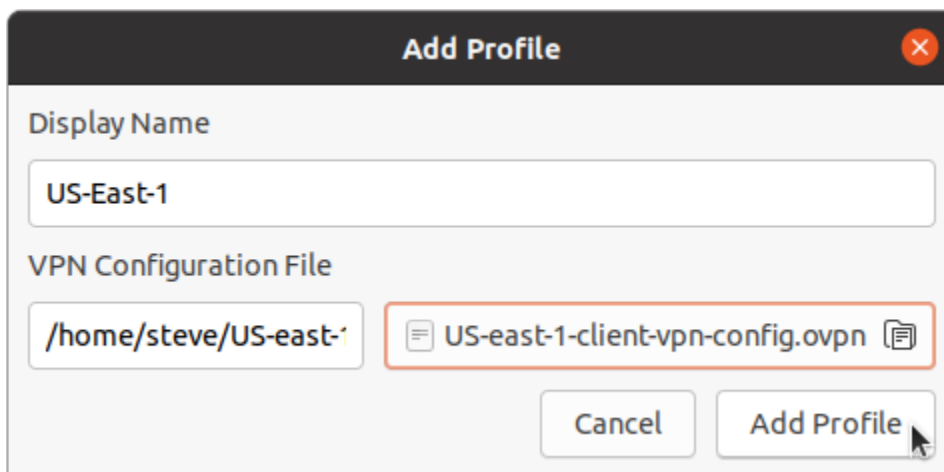 Add Profile
Display Name
US-East-1
VPN Configuration File
/home/steve/US-east-1 US-east-1-client-vpn-config.ovpn
Cancel Add Profile